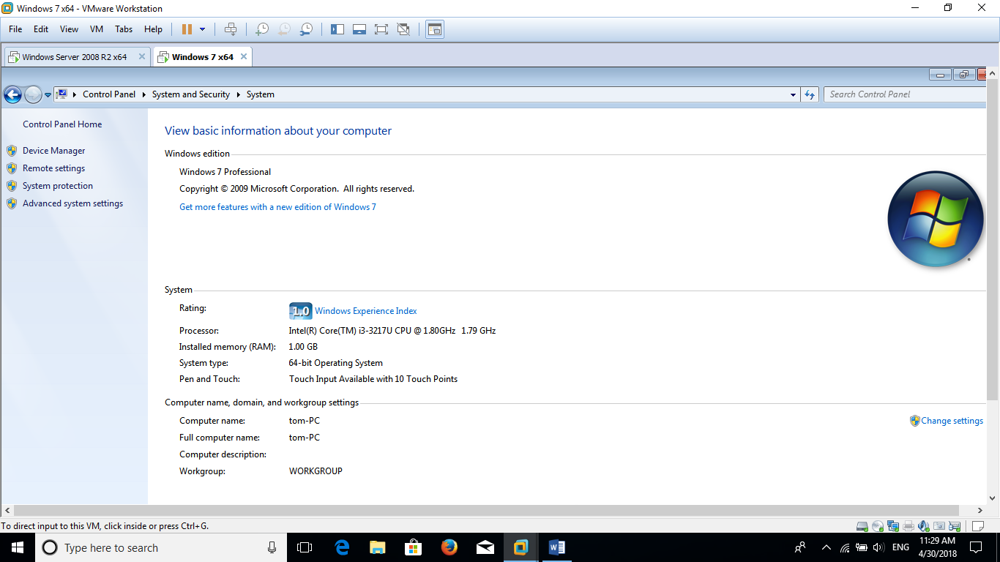 Windows 7 x64 - VMware Workstation
File Edit View VM Tabs Help
Windows Server 2008 R2 x64 Windows 7 x64
Control Panel System and Security System Search Control Panel
Control Panel Home
Device Manager
Remote settings
System protection
Advanced system settings
View basic information about your computer
Windows edition
Windows 7 Professional
Copyright © 2009 Microsoft Corporation. All rights reserved.
Get more features with a new edition of Windows 7
System
Rating: 1.0 Windows Experience Index
Processor: Intel(R) Core(TM) i3-3217U CPU @ 1.80GHz 1.79 GHz
Installed memory (RAM): 1.00 GB
System type: 64-bit Operating System
Pen and Touch: Touch Input Available with 10 Touch Points
Computer name, domain, and workgroup settings
Computer name: tom-PC
Change settings
Full computer name: tom-PC
Computer description:
Workgroup: WORKGROUP
To direct input to this VM, click inside or press Ctrl+G.
Type here to search
ENG
11:29 AM
4/30/2018